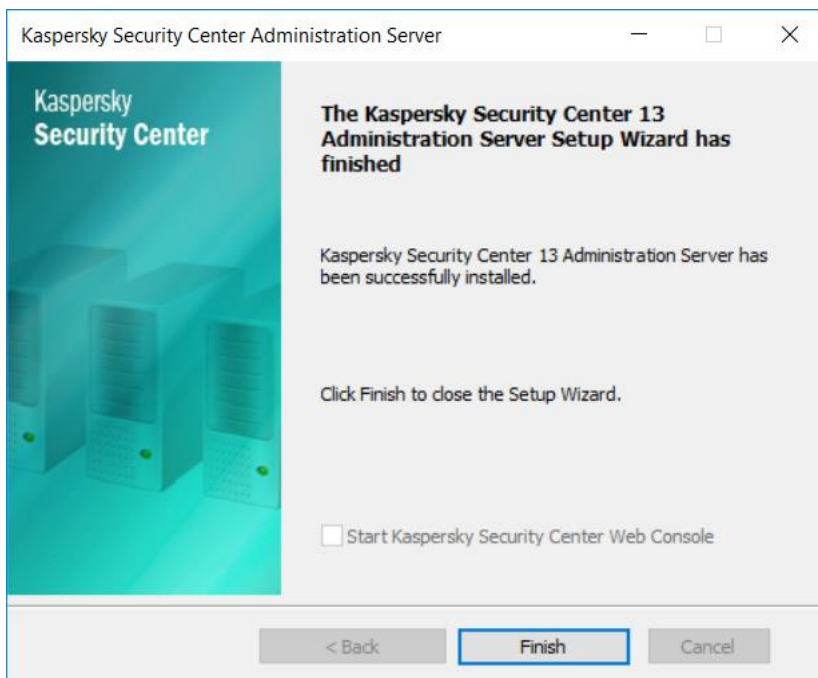 Kaspersky Security Center Administration Server
Kaspersky
Security Center
The Kaspersky Security Center 13
Administration Server Setup Wizard has
finished
Kaspersky Security Center 13 Administration Server has
been successfully installed.
Click Finish to close the Setup Wizard.
Start Kaspersky Security Center Web Console
< Back
Finish
Cancel